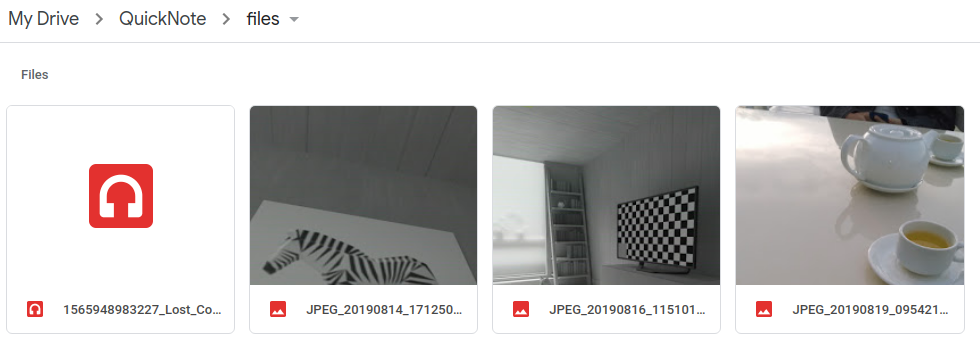 My Drive > QuickNote > files
Files
1565948983227_Lost_Co...
JPEG_20190814_171250...
JPEG_20190816_115101...
JPEG_20190819_095421...